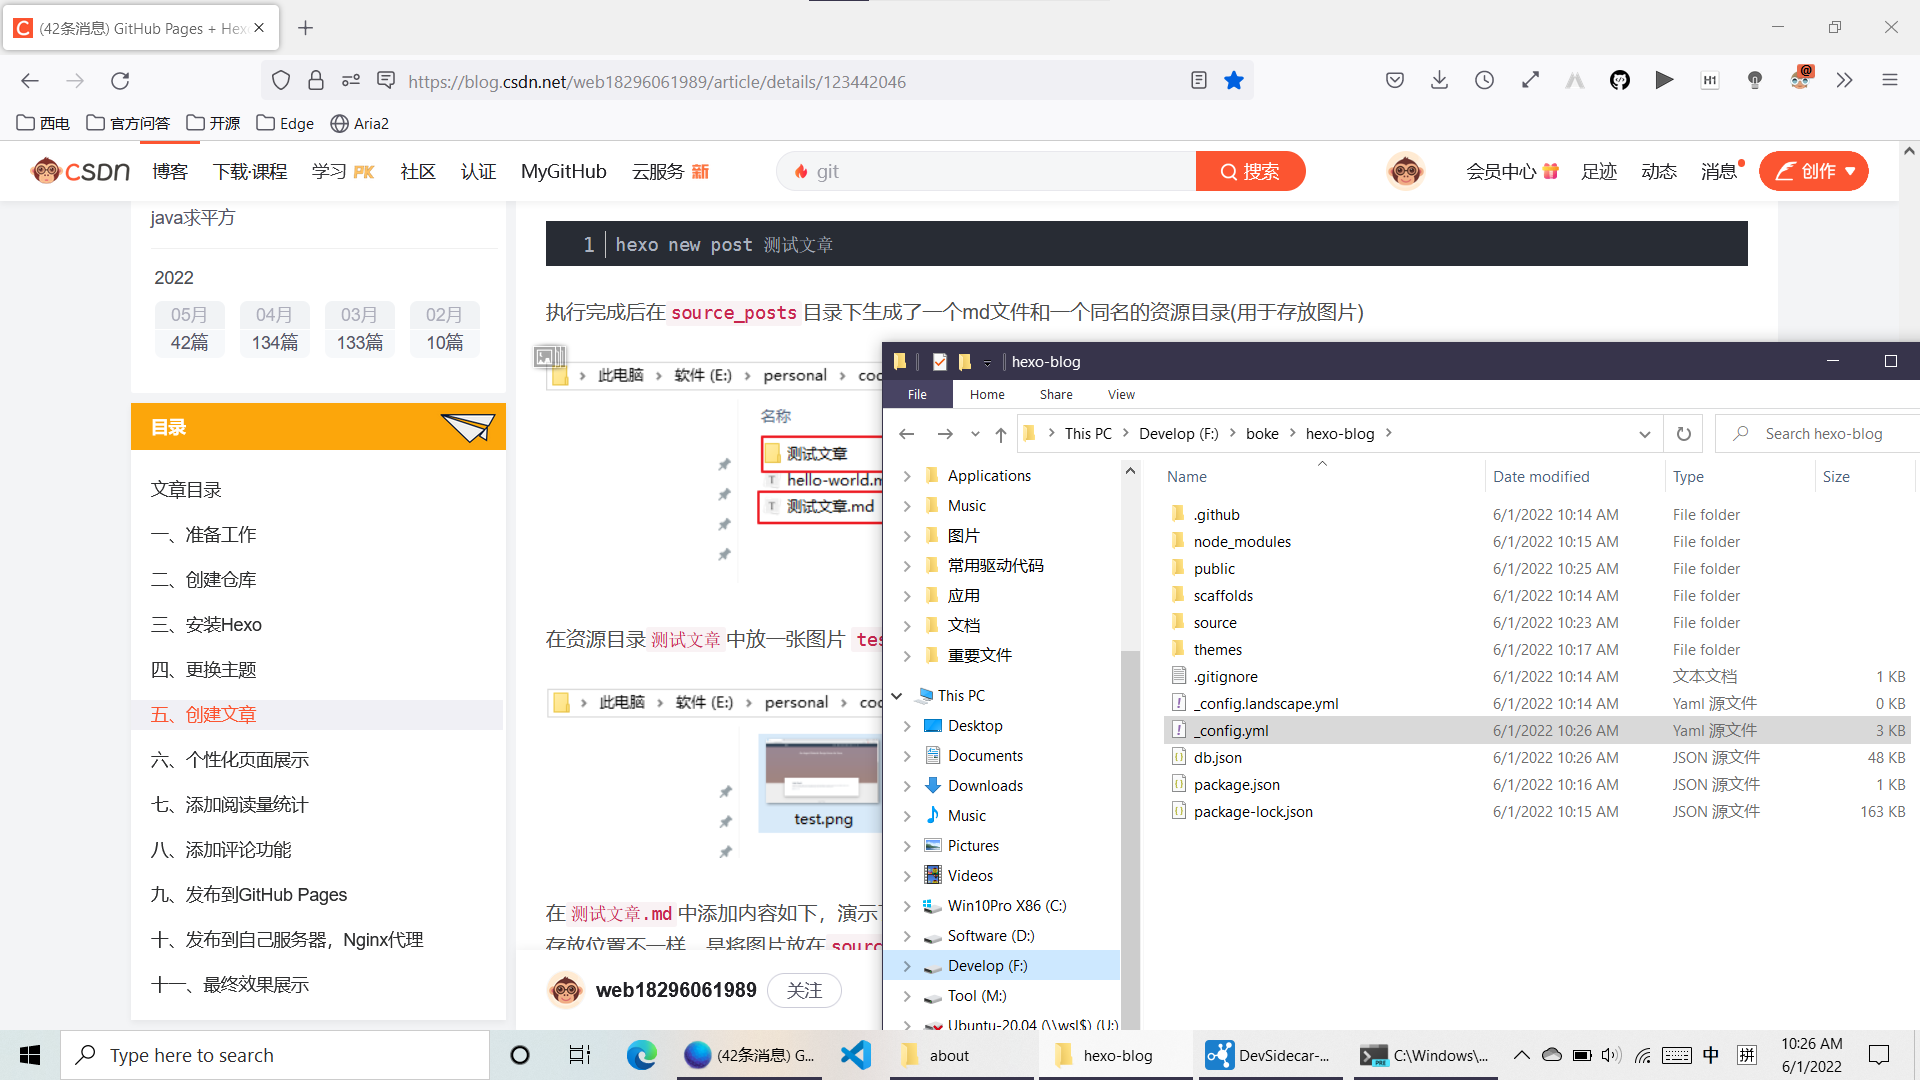 (42条消息) GitHub Pages + Hex
https://blog.csdn.net/web18296061989/article/details/123442046
西电
官方问答
开源
Edge
Aria2
CSDN
博客
下载·课程
学习 PK
社区
认证
MyGitHub
云服务 新
git
搜索
会员中心
足迹
动态
消息
创作
java求平方
2022
05月 04月 03月 02月
42篇 134篇 133篇 10篇
目录
文章目录
一、准备工作
二、创建仓库
三、安装Hexo
四、更换主题
五、创建文章
六、个性化页面展示
七、添加阅读量统计
八、添加评论功能
九、发布到GitHub Pages
十、发布到自己服务器，Nginx代理
十一、最终效果展示
1 hexo new post 测试文章
执行完成后在 source_posts 目录下生成了一个md文件和一个同名的资源目录(用于存放图片)
此电脑 > 软件 (E:) > personal > coc
名称
测试文章
hello-world.m
测试文章.md
在资源目录 测试文章 中放一张图片 tes
此电脑 > 软件 (E:) > personal > coc
test.png
在 测试文章.md 中添加内容如下，演示
存放位置不一样，是将图片放在 sourc
web18296061989 关注
hexo-blog
File Home Share View
This PC > Develop (F:) > boke > hexo-blog >
Search hexo-blog
Applications
Music
图片
常用驱动代码
应用
文档
重要文件
This PC
Desktop
Documents
Downloads
Music
Pictures
Videos
Win10Pro X86 (C:)
Software (D:)
Develop (F:)
Tool (M:)
Ubuntu-20.04 (\\wsl$) (U:)
Name Date modified Type Size
.github 6/1/2022 10:14 AM File folder
node_modules 6/1/2022 10:15 AM File folder
public 6/1/2022 10:25 AM File folder
scaffolds 6/1/2022 10:14 AM File folder
source 6/1/2022 10:23 AM File folder
themes 6/1/2022 10:17 AM File folder
.gitignore 6/1/2022 10:14 AM 文本文档 1 KB
_config.landscape.yml 6/1/2022 10:14 AM Yaml 源文件 0 KB
_config.yml 6/1/2022 10:26 AM Yaml 源文件 3 KB
db.json 6/1/2022 10:26 AM JSON 源文件 48 KB
package.json 6/1/2022 10:16 AM JSON 源文件 1 KB
package-lock.json 6/1/2022 10:15 AM JSON 源文件 163 KB
Type here to search
(42条消息) G...
about
hexo-blog
DevSidecar-...
C:\Windows\...
中
拼
10:26 AM
6/1/2022